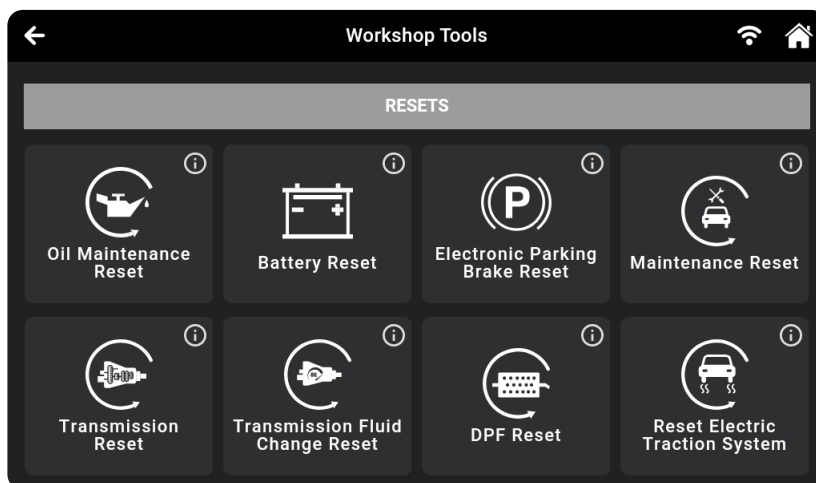 Workshop Tools
RESETS
Oil Maintenance
Reset
Battery Reset
Electronic Parking
Brake Reset
Maintenance Reset
Transmission
Reset
Transmission Fluid
Change Reset
DPF Reset
Reset Electric
Traction System